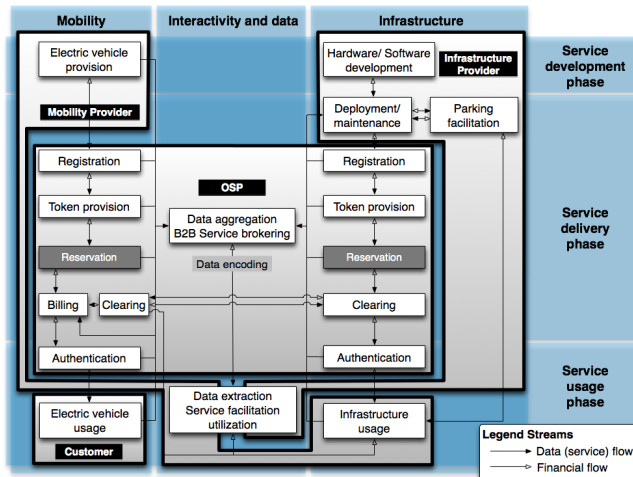 Mobility
Interactivity and data
Infrastructure
Electric vehicle
provision
Hardware/ Software
development
Infrastructure
Provider
Service
development
phase
Mobility Provider
Deployment/
maintenance
Parking
facilitation
Registration
OSP
Registration
Token provision
Data aggregation
B2B Service brokering
Token provision
Service
delivery
phase
Reservation
Data encoding
Reservation
Billing
Clearing
Clearing
Authentication
Authentication
Service
usage
phase
Electric vehicle
usage
Data extraction
Service facilitation
utilization
Infrastructure
usage
Customer
Legend Streams
Data (service) flow
Financial flow